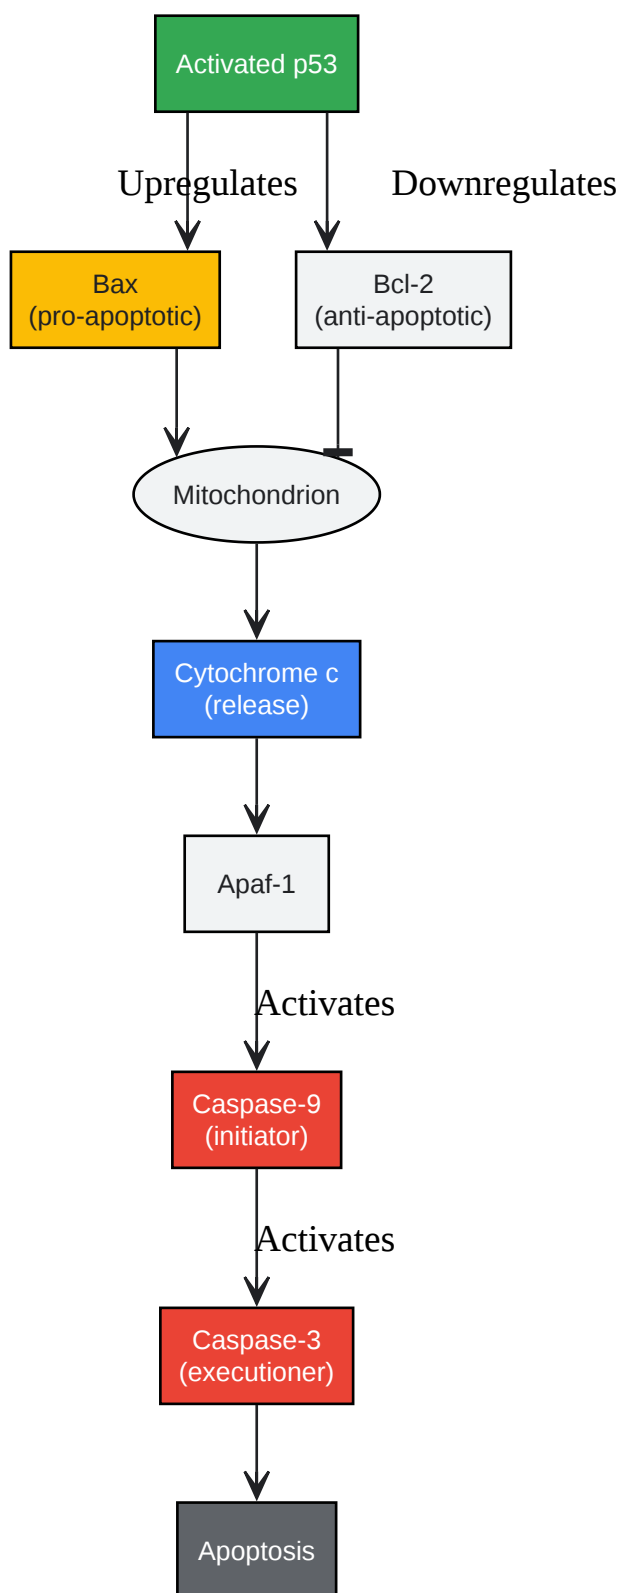 Activated p53
Upregulates
Downregulates
Bax
(pro-apoptotic)
Bcl-2
(anti-apoptotic)
Mitochondrion
Cytochrome c
(release)
Apaf-1
Activates
Caspase-9
(initiator)
Activates
Caspase-3
(executioner)
Apoptosis